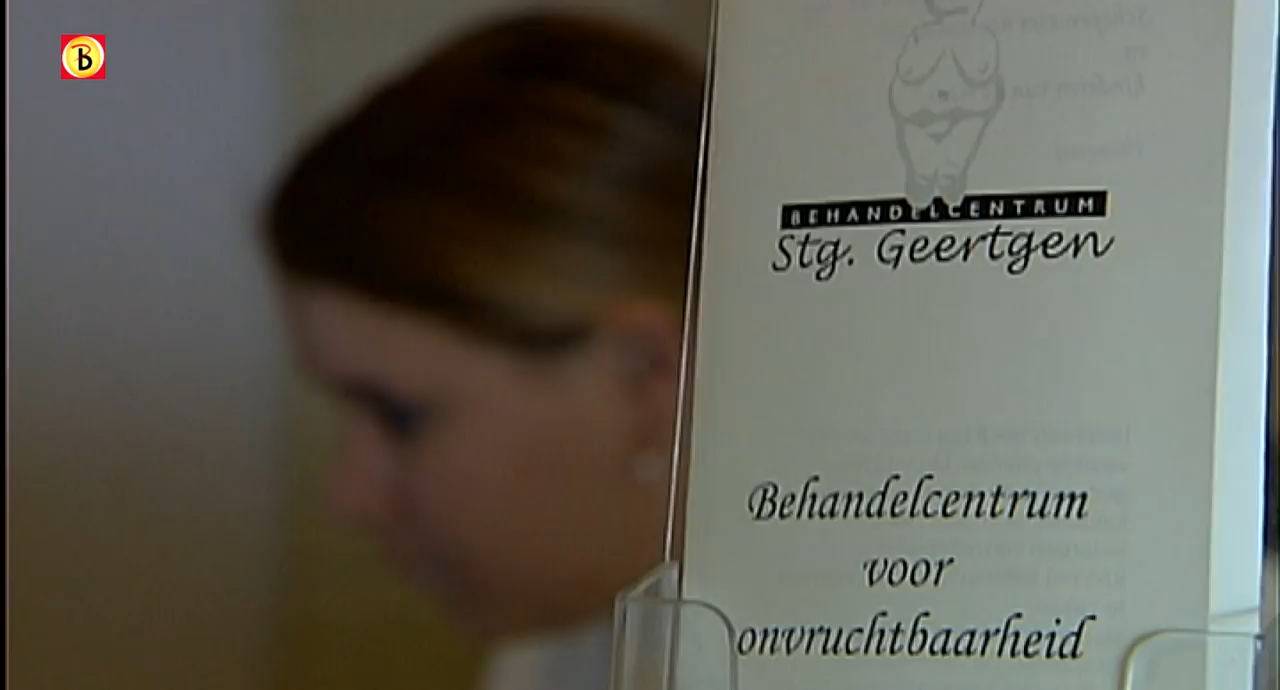 B
BEHANDELCENTRUM
Stg. Geertgen
Behandelcentrum
voor
onvruchtbaarheid